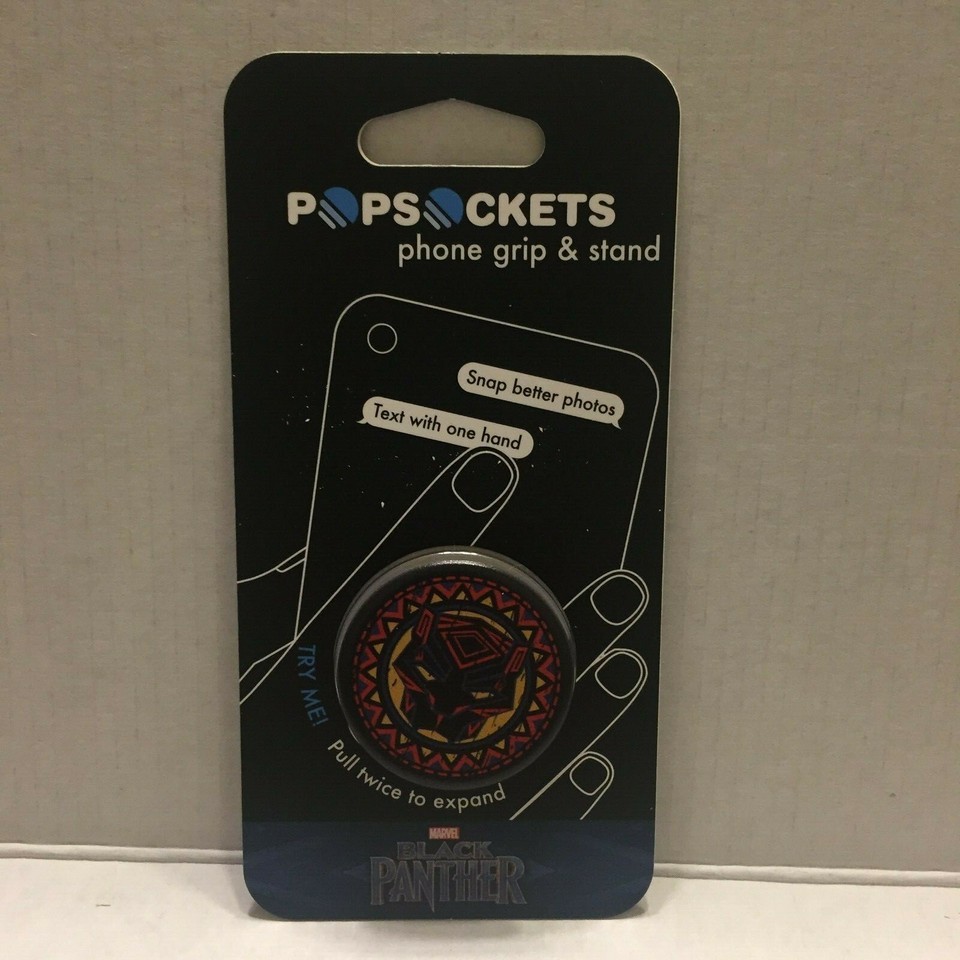 POPSOCKETS
phone grip & stand
Snap better photos
Text with one hand
TRY ME!
Pull twice to expand
MARVEL
BLACK
PANTHER